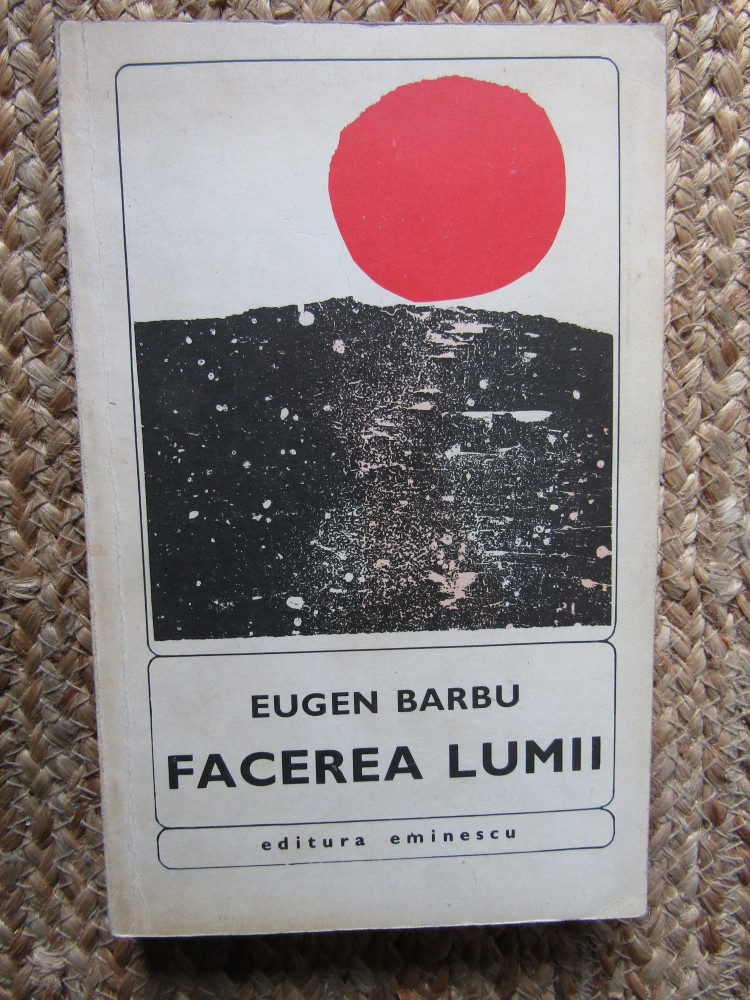 EUGEN BARBU
FACEREA LUMII
editura eminescu